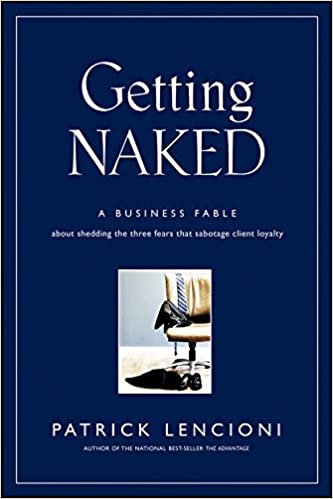 Getting
NAKED
A BUSINESS FABLE
about shedding the three fears that sabotage client loyalty
PATRICK LENCIONI
AUTHOR OF THE NATIONAL BEST-SELLER THE ADVANTAGE